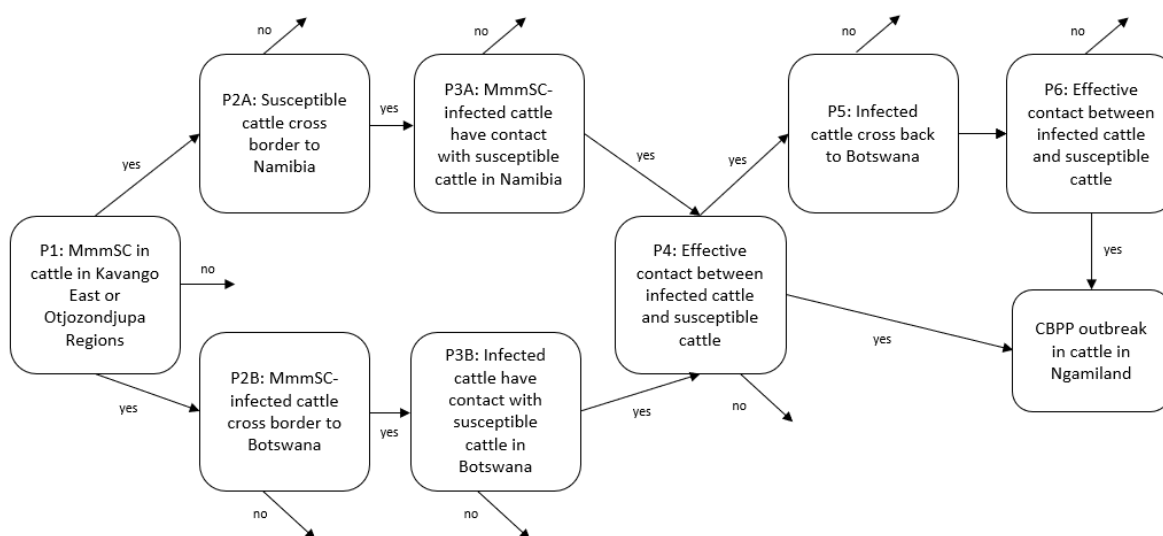 no
no
no
no
P2A: Susceptible
cattle cross
border to
Namibia
yes
P3A: MmmSC-
infected cattle
have contact
with susceptible
cattle in Namibia
P5: Infected
cattle cross back
to Botswana
P6: Effective
contact between
infected cattle
and susceptible
cattle
yes
yes
yes
P1: MmmSC in
cattle in Kavango
East or
Otjozondjupa
Regions
no
P4: Effective
contact between
infected cattle
and susceptible
cattle
yes
yes
CBPP outbreak
in cattle in
Ngamiland
P2B: MmmSC-
infected cattle
cross border to
Botswana
yes
yes
P3B: Infected
cattle have
contact with
susceptible
cattle in
Botswana
yes
no
no
no